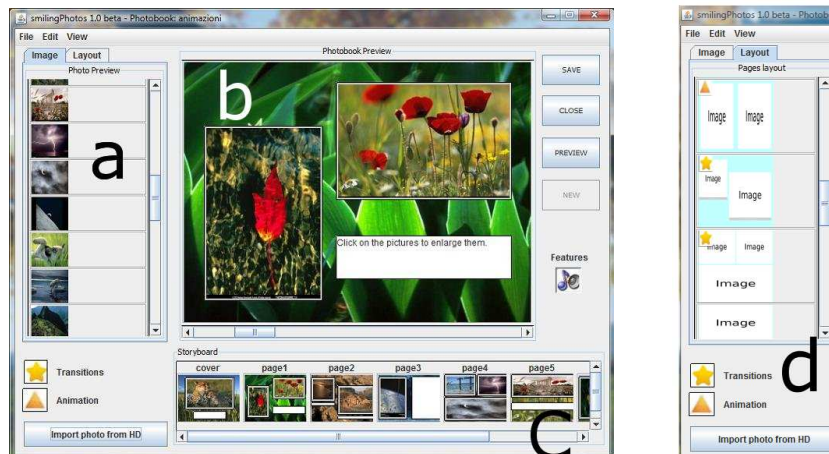 smilingPhotos 1.0 beta - Photobook: animazioni
File Edit View
Image Layout
Photo Preview
a
Photobook Preview
b
Click on the pictures to enlarge them.
SAVE
CLOSE
PREVIEW
NEW
Features
Transitions
Animation
Import photo from HD
Storyboard
cover page1 page2 page3 page4 page5
C
smilingPhotos 1.0 beta - Photob
File Edit View
Image Layout
Pages layout
Image Image
Image
Image
Image Image
Image
Image
d
Transitions
Animation
Import photo from HD